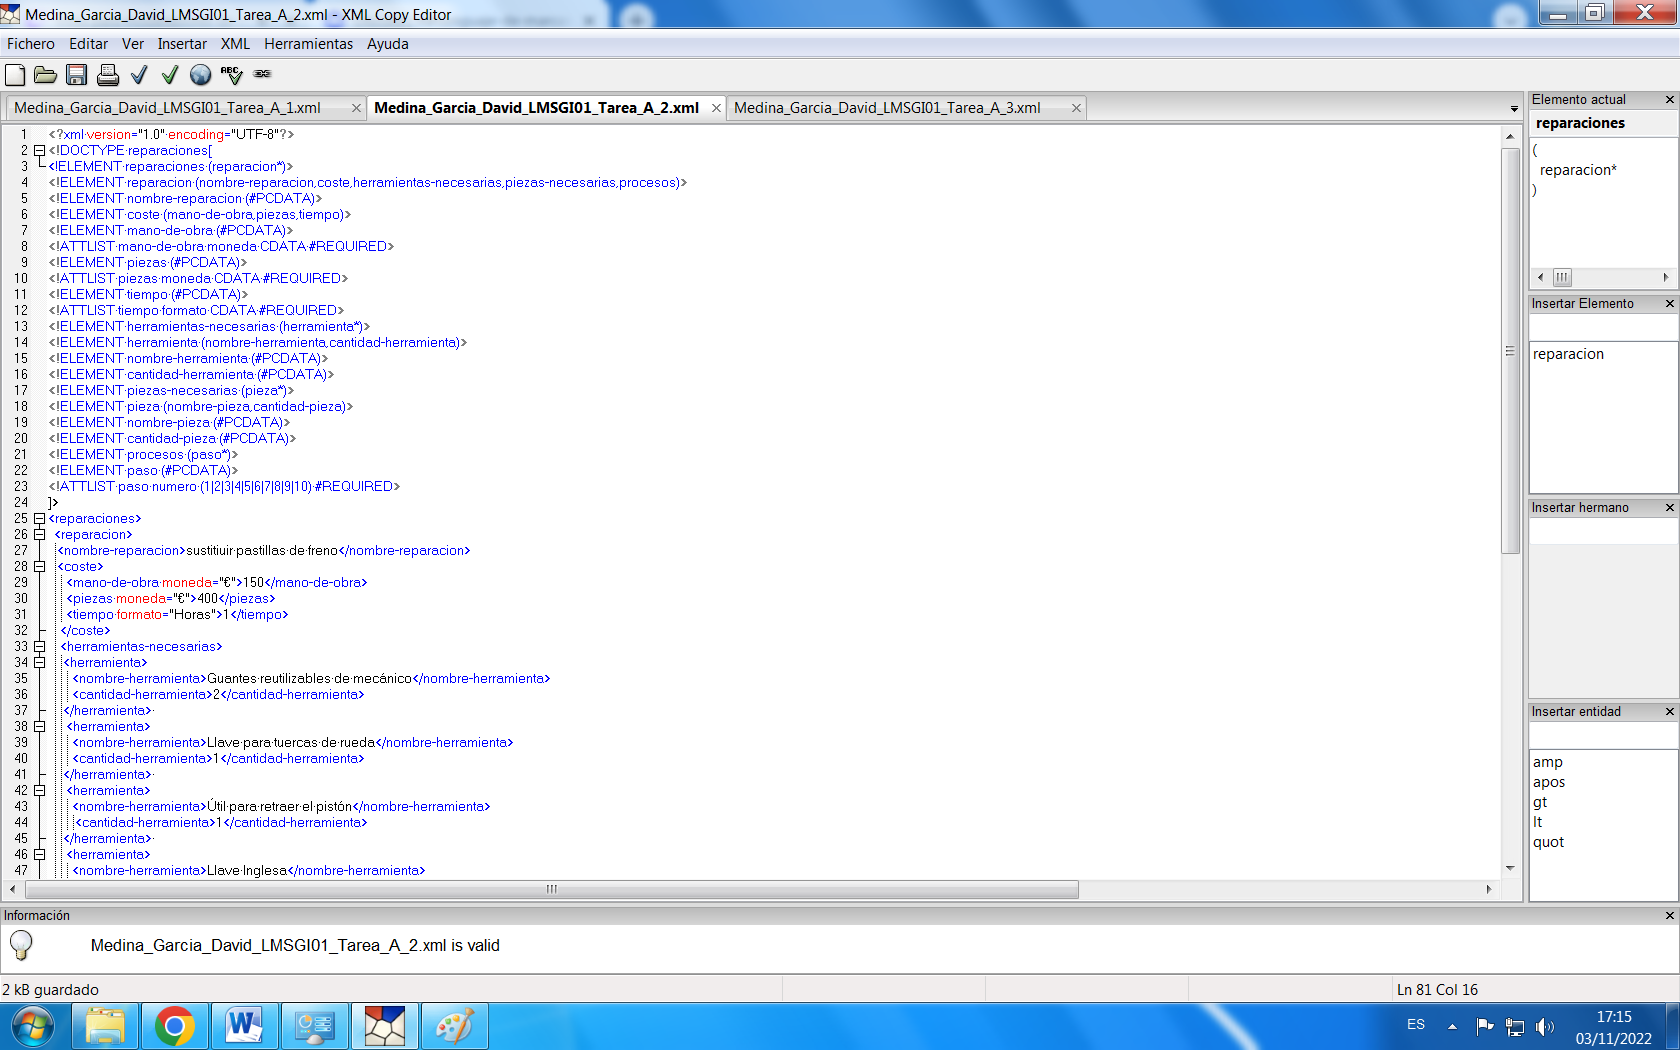 Medina_Garcia_David_LMSGI01_Tarea_A_2.xml - XML Copy Editor
Fichero Editar Ver Insertar XML Herramientas Ayuda
ABC
Medina_Garcia_David_LMSGI01_Tarea_A_1.xml Medina_Garcia_David_LMSGI01_Tarea_A_2.xml Medina_Garcia_David_LMSGI01_Tarea_A_3.xml
1 <?xml version="1.0" encoding="UTF-8"?>
2 <!DOCTYPE reparaciones[
3 <!ELEMENT reparaciones (reparacion*)>
4 <!ELEMENT reparacion (nombre-reparacion,coste,herramientas-necesarias,piezas-necesarias,procesos)>
5 <!ELEMENT nombre-reparacion (#PCDATA)>
6 <!ELEMENT coste (mano-de-obra,piezas,tiempo)>
7 <!ELEMENT mano-de-obra (#PCDATA)>
8 <!ATTLIST mano-de-obra moneda CDATA #REQUIRED>
9 <!ELEMENT piezas (#PCDATA)>
10 <!ATTLIST piezas moneda CDATA #REQUIRED>
11 <!ELEMENT tiempo (#PCDATA)>
12 <!ATTLIST tiempo formato CDATA #REQUIRED>
13 <!ELEMENT herramientas-necesarias (herramienta*)>
14 <!ELEMENT herramienta (nombre-herramienta,cantidad-herramienta)>
15 <!ELEMENT nombre-herramienta (#PCDATA)>
16 <!ELEMENT cantidad-herramienta (#PCDATA)>
17 <!ELEMENT piezas-necesarias (pieza*)>
18 <!ELEMENT pieza (nombre-pieza,cantidad-pieza)>
19 <!ELEMENT nombre-pieza (#PCDATA)>
20 <!ELEMENT cantidad-pieza (#PCDATA)>
21 <!ELEMENT procesos (paso*)>
22 <!ELEMENT paso (#PCDATA)>
23 <!ATTLIST paso numero (1|2|3|4|5|6|7|8|9|10) #REQUIRED>
24 ]>
25 <reparaciones>
26 <reparacion>
27 <nombre-reparacion>sustitiuir pastillas de freno</nombre-reparacion>
28 <coste>
29 <mano-de-obra moneda="€">150</mano-de-obra>
30 <piezas moneda="€">400</piezas>
31 <tiempo formato="Horas">1</tiempo>
32 </coste>
33 <herramientas-necesarias>
34 <herramienta>
35 <nombre-herramienta>Guantes reutilizables de mecánico</nombre-herramienta>
36 <cantidad-herramienta>2</cantidad-herramienta>
37 </herramienta>
38 <herramienta>
39 <nombre-herramienta>Llave para tuercas de rueda</nombre-herramienta>
40 <cantidad-herramienta>1</cantidad-herramienta>
41 </herramienta>
42 <herramienta>
43 <nombre-herramienta>Útil para retraer el pistón</nombre-herramienta>
44 <cantidad-herramienta>1</cantidad-herramienta>
45 </herramienta>
46 <herramienta>
47 <nombre-herramienta>Llave Inglesa</nombre-herramienta>
Elemento actual
reparaciones
(
reparacion*
)
Insertar Elemento
reparacion
Insertar hermano
Insertar entidad
amp
apos
gt
lt
quot
Información
Medina_Garcia_David_LMSGI01_Tarea_A_2.xml is valid
2 kB guardado Ln 81 Col 16
ES
17:15
03/11/2022